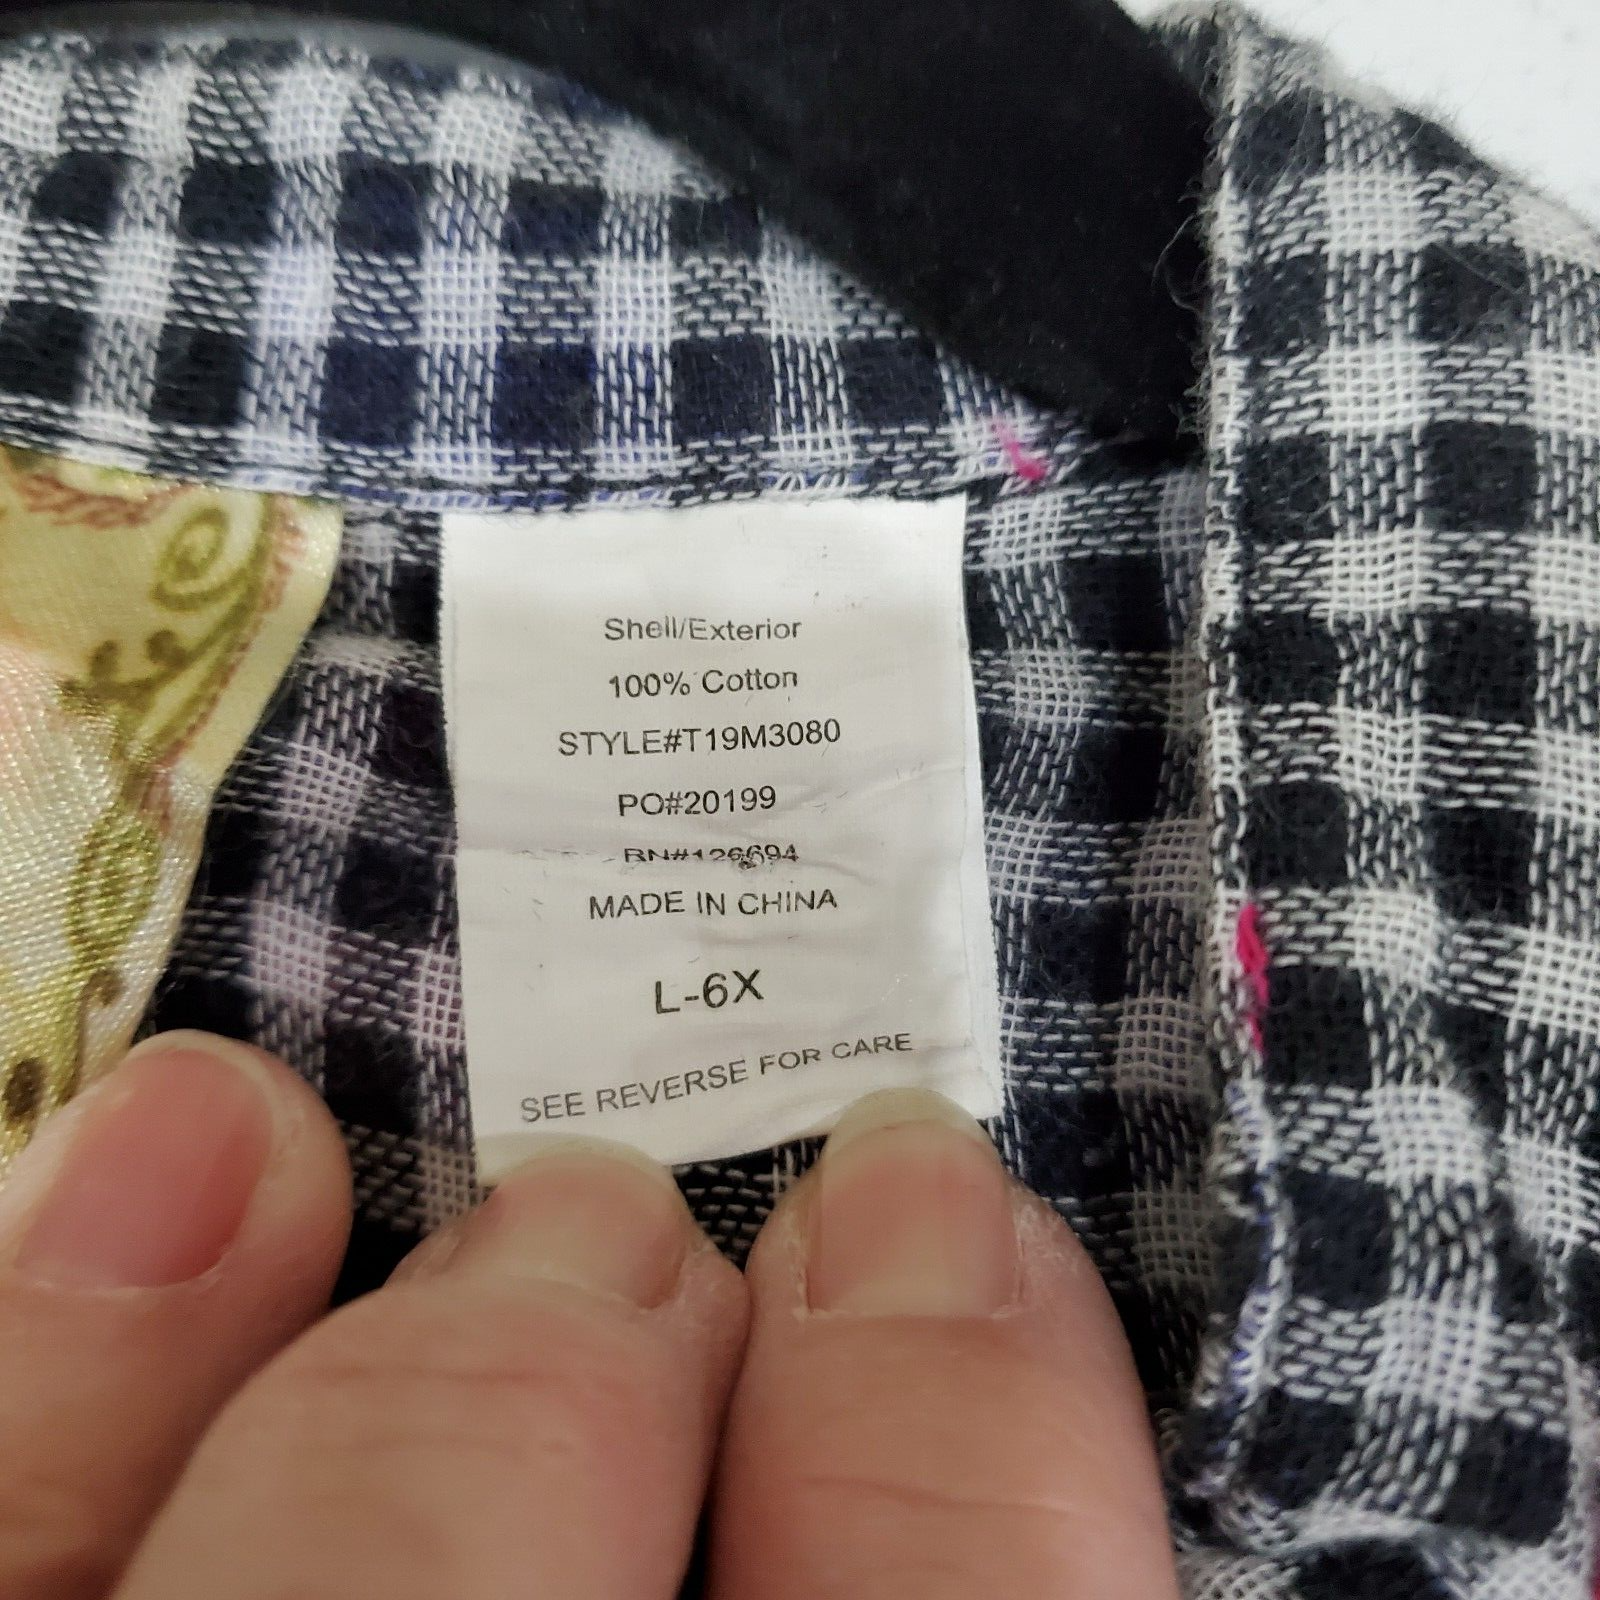 Shell/Exterior
100% Cotton
STYLE#T19M3080
PO#20199
RN#126694
MADE IN CHINA
L-6X
SEE REVERSE FOR CARE